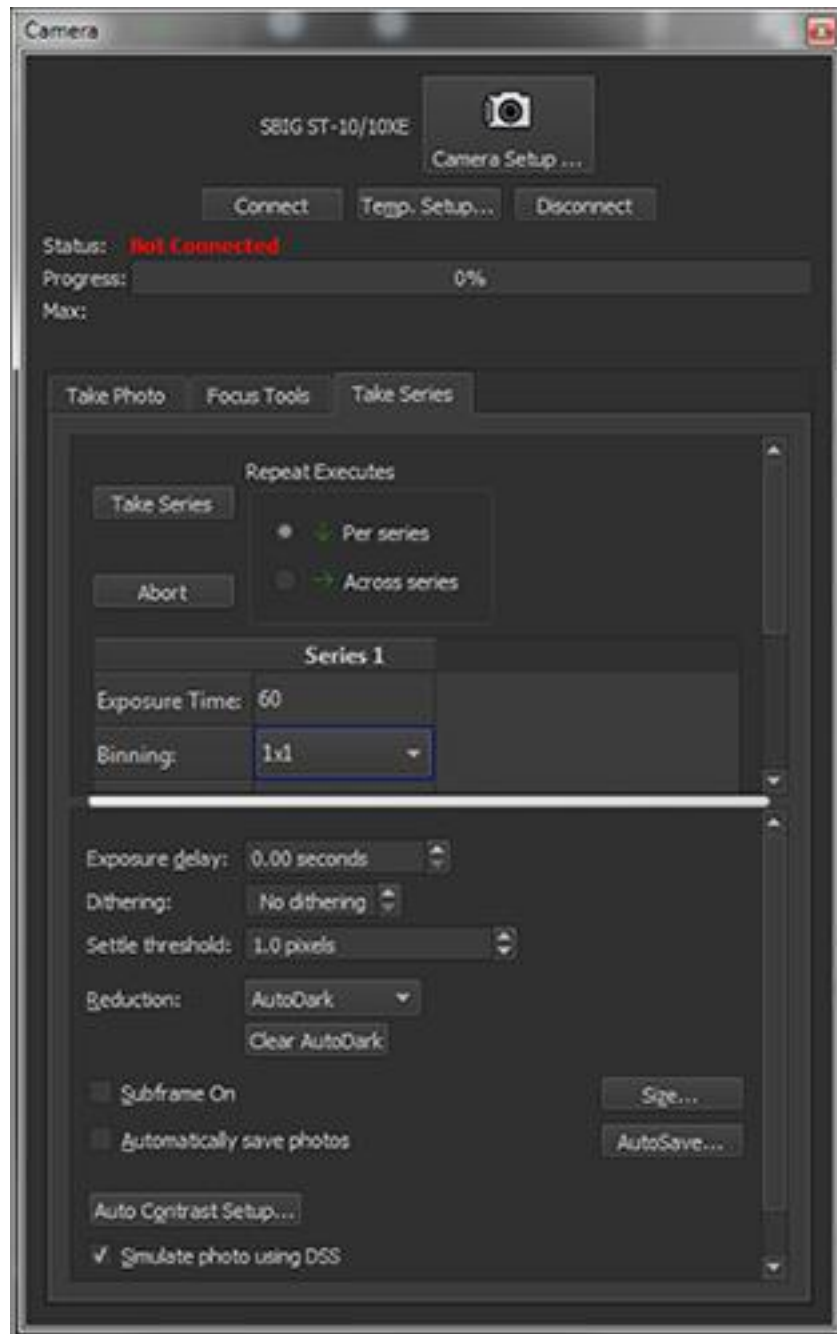 Camera
SBIG ST-10/10XE
Camera Setup ...
Connect Temp. Setup... Disconnect
Status: Not Connected
Progress: 0%
Max:
Take Photo Focus Tools Take Series
Repeat Executes
Take Series
Per series
Abort
Across series
Series 1
Exposure Time: 60
Binning: 1x1
Exposure delay: 0.00 seconds
Dithering: No dithering
Settle threshold: 1.0 pixels
Reduction: AutoDark
Clear AutoDark
Subframe On Size...
Automatically save photos AutoSave...
Auto Contrast Setup...
Simulate photo using DSS